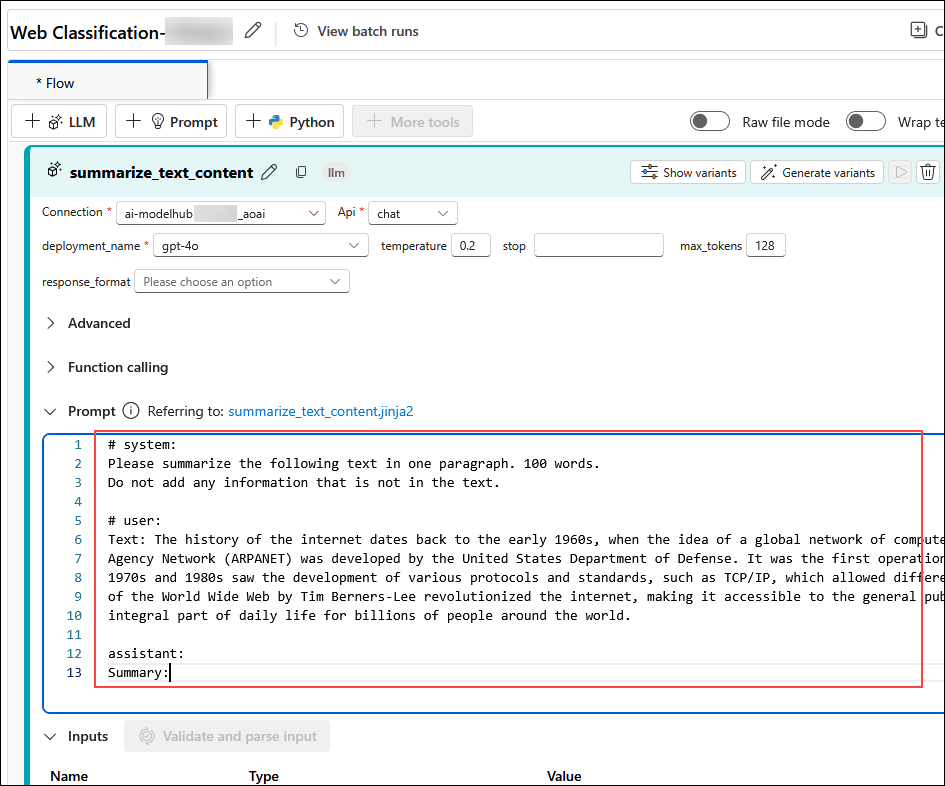 Web Classification-
View batch runs
* Flow
LLM
Prompt
Python
More tools
Raw file mode
Wrap
summarize_text_content
llm
Show variants
Generate variants
Connection *
ai-modelhub
_aoai
Api *
chat
deployment_name *
gpt-4o
temperature
0.2
stop
max_tokens
128
response_format
Please choose an option
Advanced
Function calling
Prompt
Referring to: summarize_text_content.jinja2
1 # system:
2 Please summarize the following text in one paragraph. 100 words.
3 Do not add any information that is not in the text.
4
5 # user:
6 Text: The history of the internet dates back to the early 1960s, when the idea of a global network of compute
7 Agency Network (ARPANET) was developed by the United States Department of Defense. It was the first operation
8 1970s and 1980s saw the development of various protocols and standards, such as TCP/IP, which allowed differe
9 of the World Wide Web by Tim Berners-Lee revolutionized the internet, making it accessible to the general pub
10 integral part of daily life for billions of people around the world.
11
12 assistant:
13 Summary:
Inputs
Validate and parse input
Name Type Value